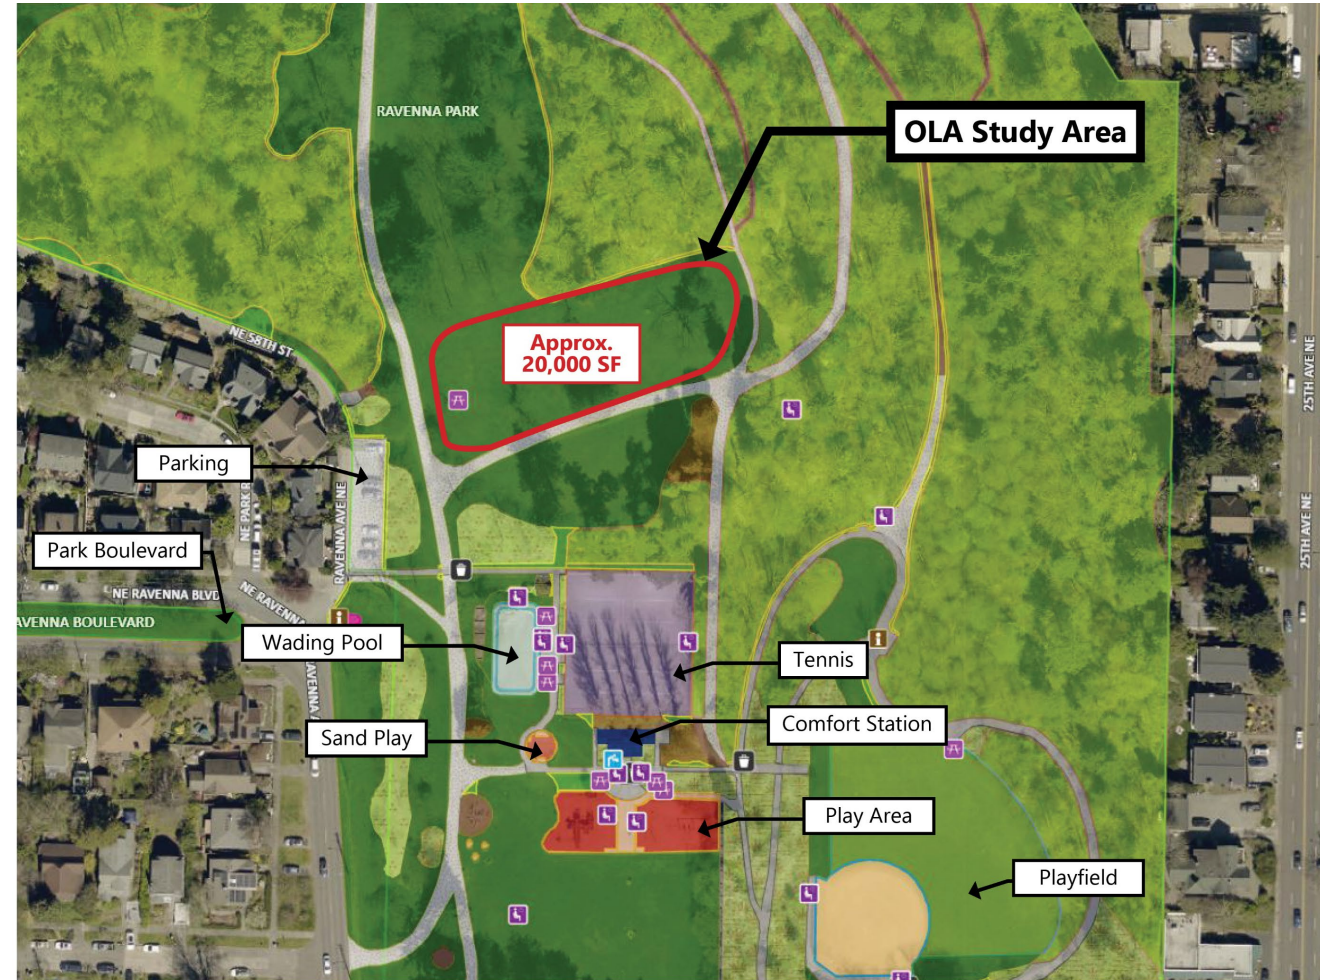 RAVENNA PARK
OLA Study Area
Approx.
20,000 SF
NE 58TH ST
25TH AVE NE
Parking
NE PARK R
RAVENNA AVE NE
25TH AVE NE
Park Boulevard
NE RAVENNA BLVD
NE RAVENNA
AVENNA BOULEVARD
Wading Pool
Tennis
AVENNA A
Sand Play
Comfort Station
Play Area
Playfield